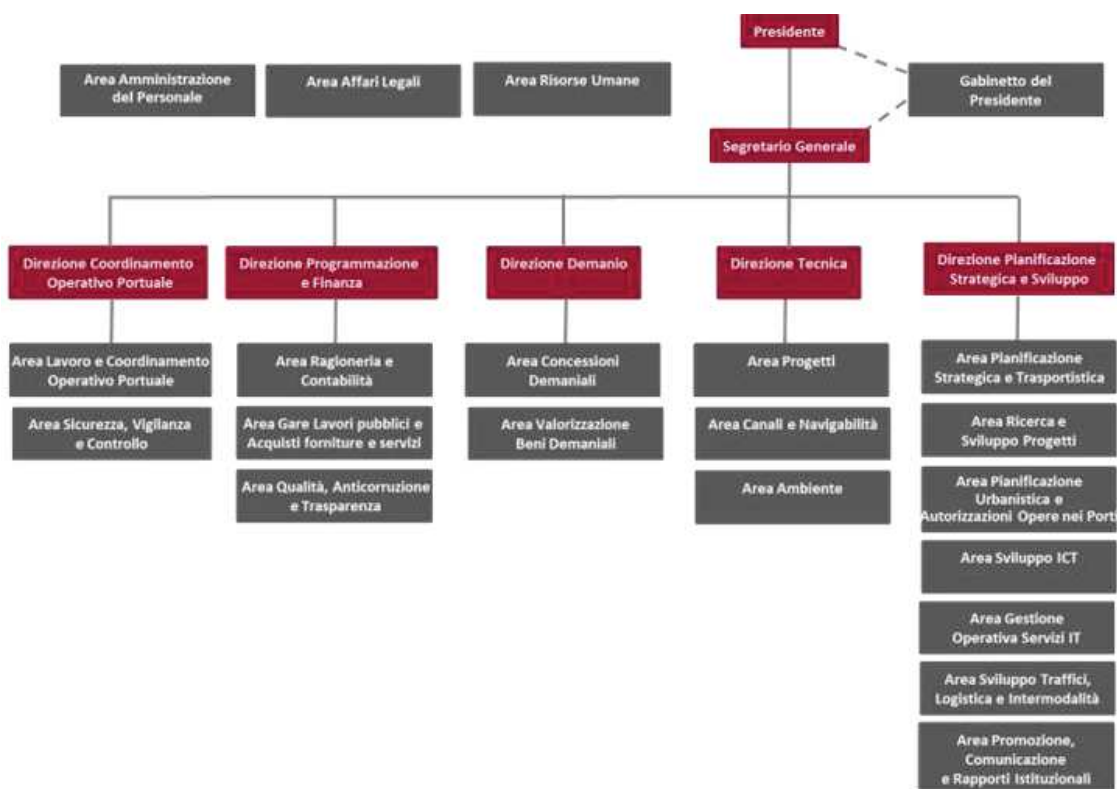 Presidente
Area Amministrazione
del Personale
Area Affari Legali
Area Risorse Umane
Gabinetto del
Presidente
Segretario Generale
Direzione Coordinamento
Operativo Portuale
Direzione Programmazione
e Finanza
Direzione Demanio
Direzione Tecnica
Direzione Planificazione
Strategica e Sviluppo
Area Lavoro e Coordinamento
Operativo Portuale
Area Sicurezza, Vigilanza
e Controllo
Area Ragioneria e
Contabilità
Area Gare Lavori pubblici e
Acquisti forniture e servizi
Area Qualità, Anticorruzione
e Trasparenza
Area Concessioni
Demaniali
Area Valorizzazione
Beni Demaniali
Area Progetti
Area Canali e Navigabilità
Area Ambiente
Area Planificazione
Strategica e Trasportistica
Area Ricerca e
Sviluppo Progetti
Area Planificazione
Urbanistica e
Autorizzazioni Opere nei Porti
Area Sviluppo ICT
Area Gestione
Operativa Servizi IT
Area Sviluppo Traffici,
Logistica e Intermodalità
Area Promozione,
Comunicazione
e Rapporti Istituzionali